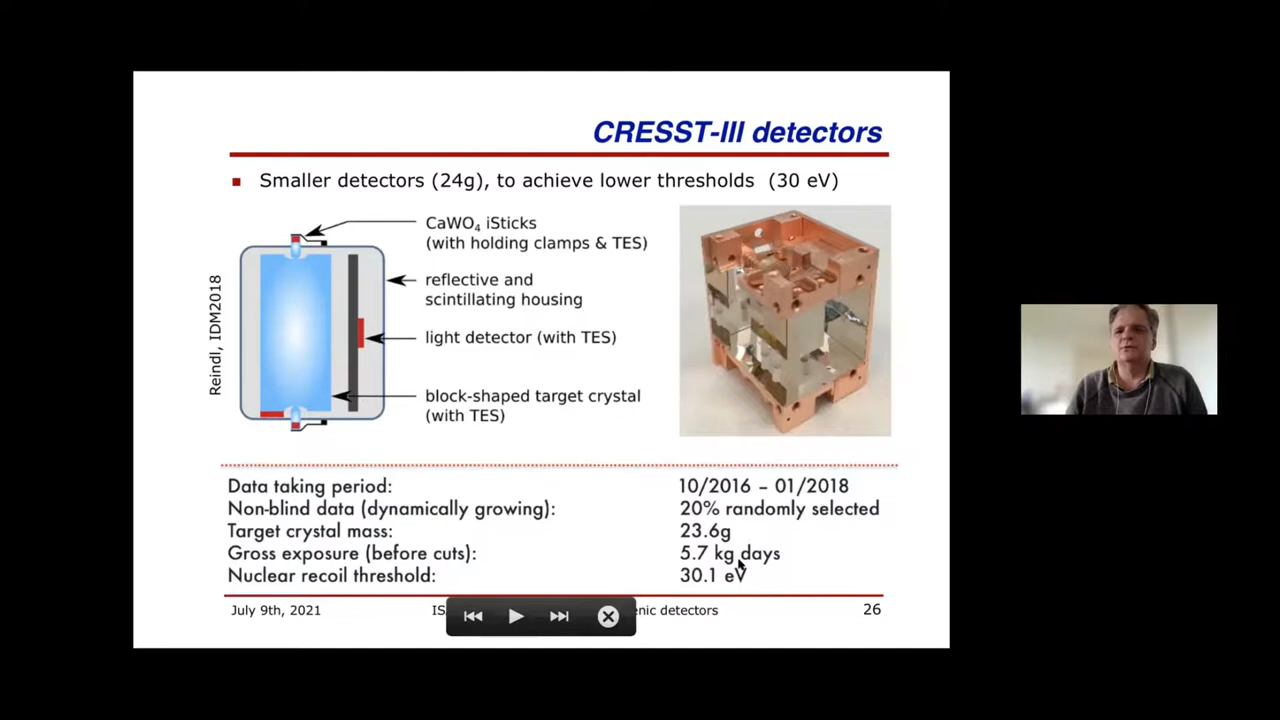 CRESST-III detectors
Smaller detectors (24g), to achieve lower thresholds (30 eV)
Reindl, IDM2018
CaWO₄ iSticks
(with holding clamps & TES)
reflective and
scintillating housing
light detector (with TES)
block-shaped target crystal
(with TES)
Data taking period: 10/2016 – 01/2018
Non-blind data (dynamically growing): 20% randomly selected
Target crystal mass: 23.6g
Gross exposure (before cuts): 5.7 kg days
Nuclear recoil threshold: 30.1 eV
July 9th, 2021 detectors 26